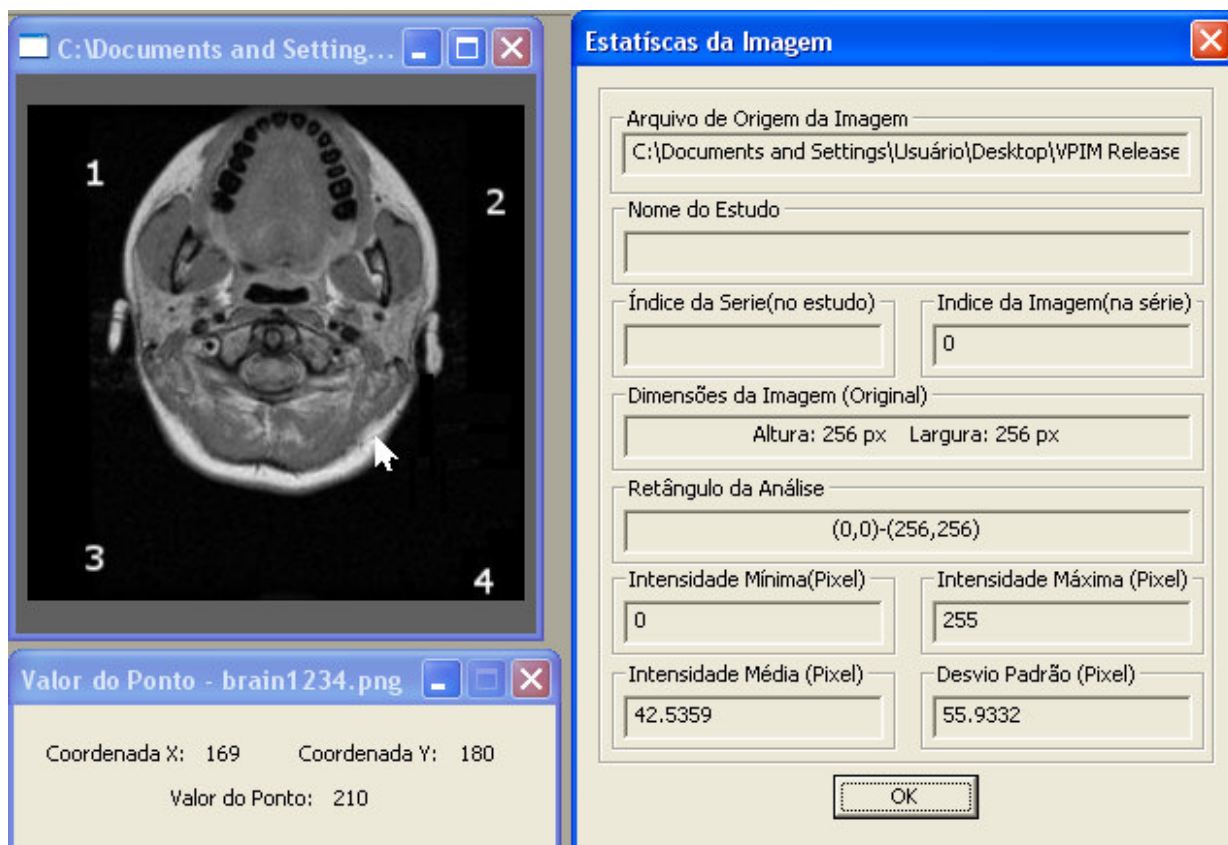 C:\Documents and Setting...
1
2
3
4
Valor do Ponto - brain1234.png
Coordenada X: 169 Coordenada Y: 180
Valor do Ponto: 210
Estatíscas da Imagem
Arquivo de Origem da Imagem
C:\Documents and Settings\Usuário\Desktop\VPIM Release
Nome do Estudo
Índice da Serie(no estudo) Indice da Imagem(na série)
0
Dimensões da Imagem (Original)
Altura: 256 px Largura: 256 px
Retângulo da Análise
(0,0)-(256,256)
Intensidade Mínima(Pixel) Intensidade Máxima (Pixel)
0 255
Intensidade Média (Pixel) Desvio Padrão (Pixel)
42.5359 55.9332
OK